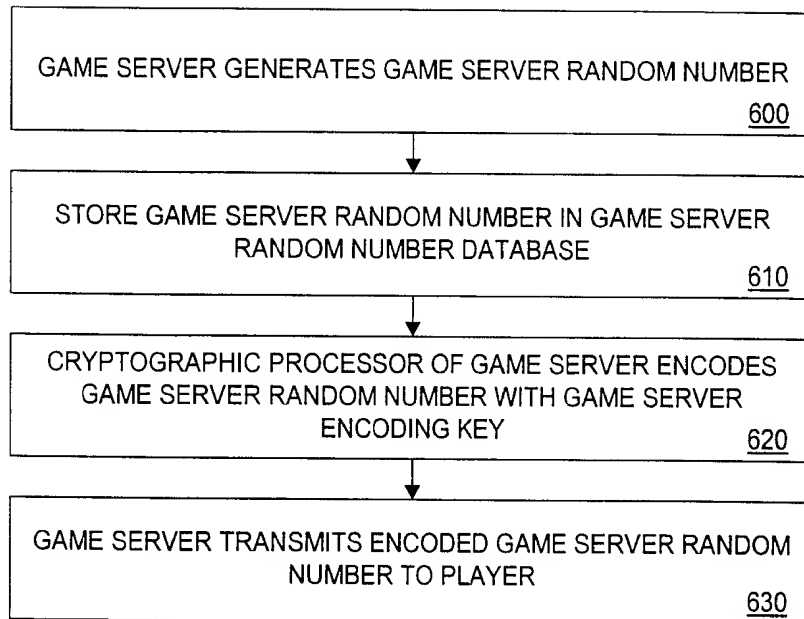 GAME SERVER GENERATES GAME SERVER RANDOM NUMBER
600
STORE GAME SERVER RANDOM NUMBER IN GAME SERVER
RANDOM NUMBER DATABASE
610
CRYPTOGRAPHIC PROCESSOR OF GAME SERVER ENCODES
GAME SERVER RANDOM NUMBER WITH GAME SERVER
ENCODING KEY
620
GAME SERVER TRANSMITS ENCODED GAME SERVER RANDOM
NUMBER TO PLAYER
630